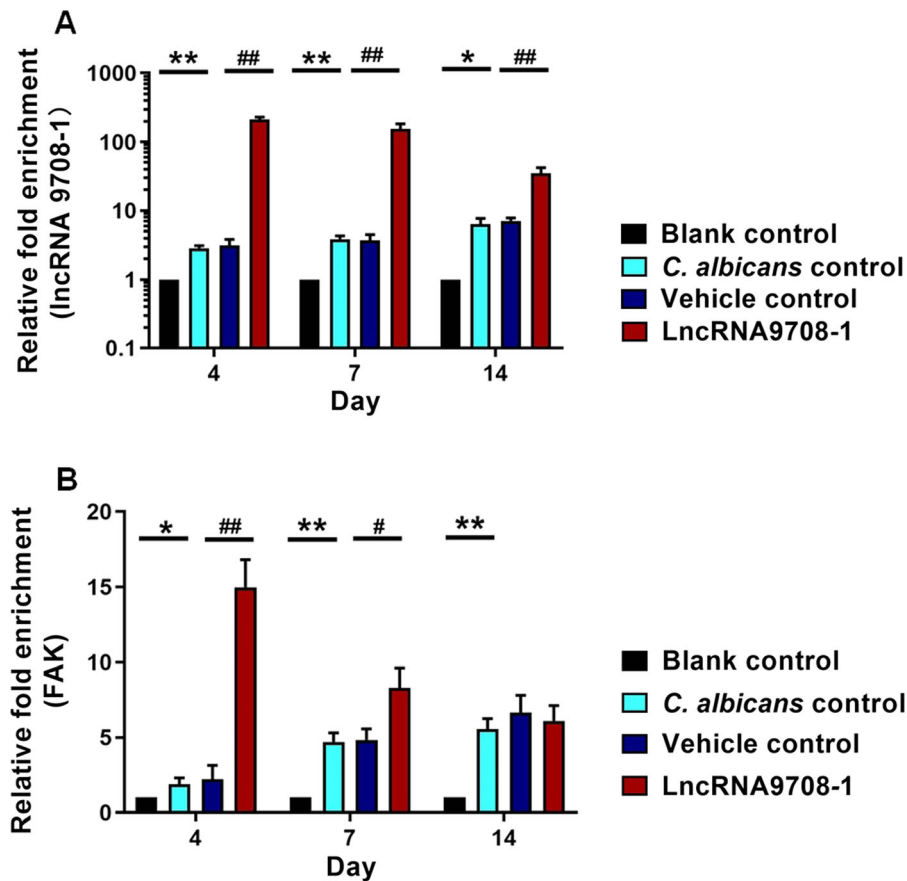 A
Relative fold enrichment
(lncRNA 9708-1)
** ## ** ## * ##
1000
100
10
1
0.1
4 7 14
Day
Blank control
C. albicans control
Vehicle control
LncRNA9708-1
B
Relative fold enrichment
(FAK)
* ## ** # **
20
15
10
5
0
4 7 14
Day
Blank control
C. albicans control
Vehicle control
LncRNA9708-1